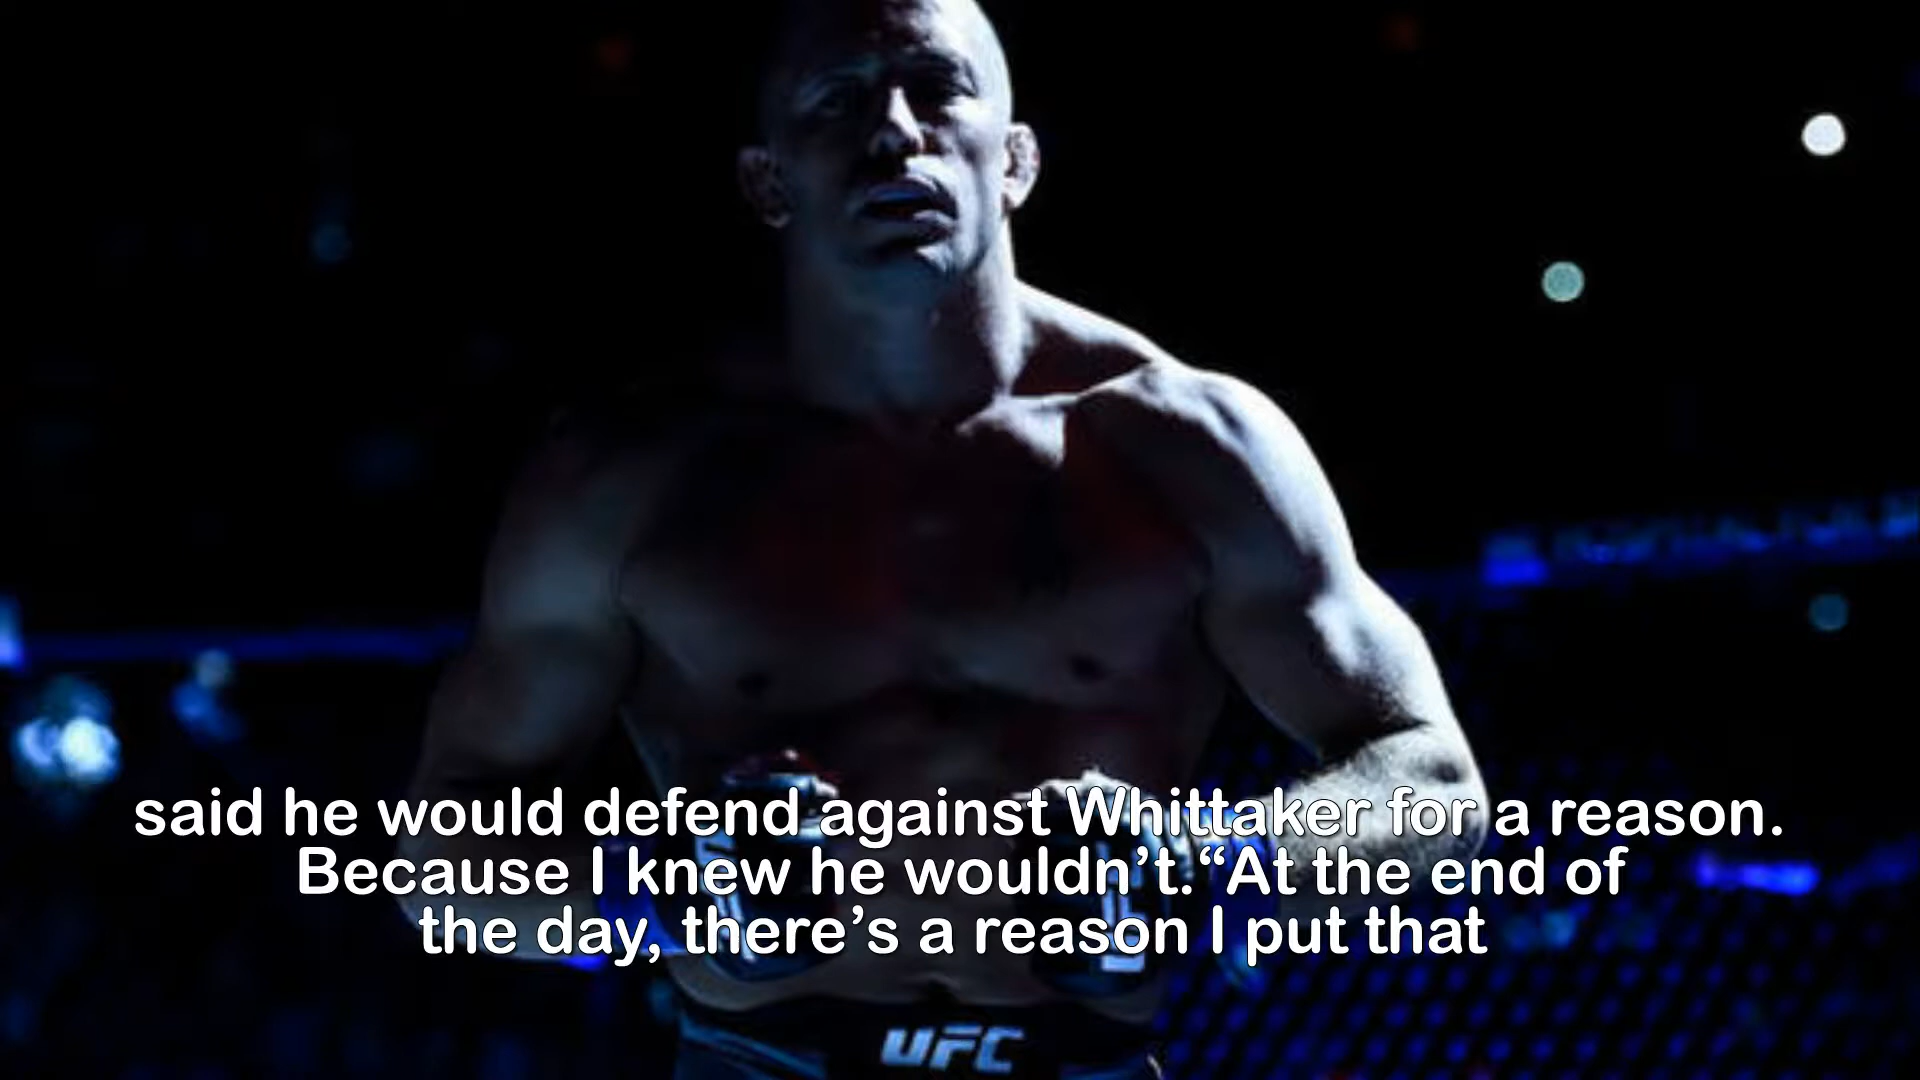 said he would defend against Whittaker for a reason.
Because I knew he wouldn’t. “At the end of
the day, there’s a reason I put that
UFC